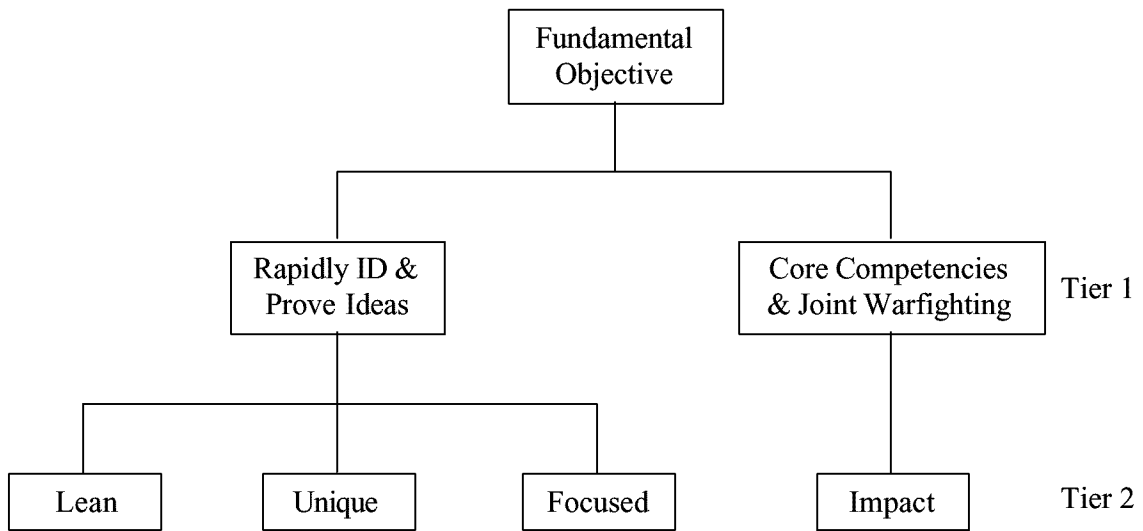 Fundamental
Objective
Rapidly ID &
Prove Ideas
Core Competencies
& Joint Warfighting
Tier 1
Lean
Unique
Focused
Impact
Tier 2